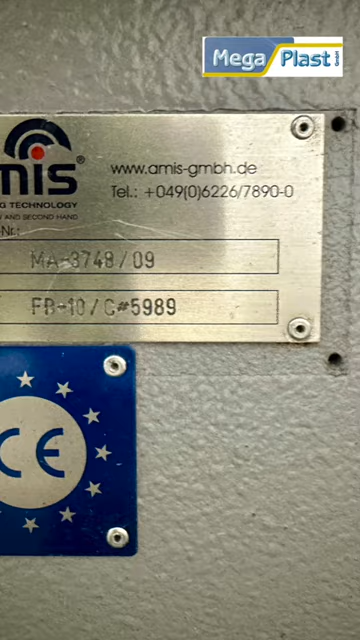 Mega Plast
mis®
www.amis-gmbh.de
G TECHNOLOGY
Tel.: +049(0)6226/7890-0
AND SECOND HAND
Nr.:
MA-3748/09
FB-10/C#5989
CE